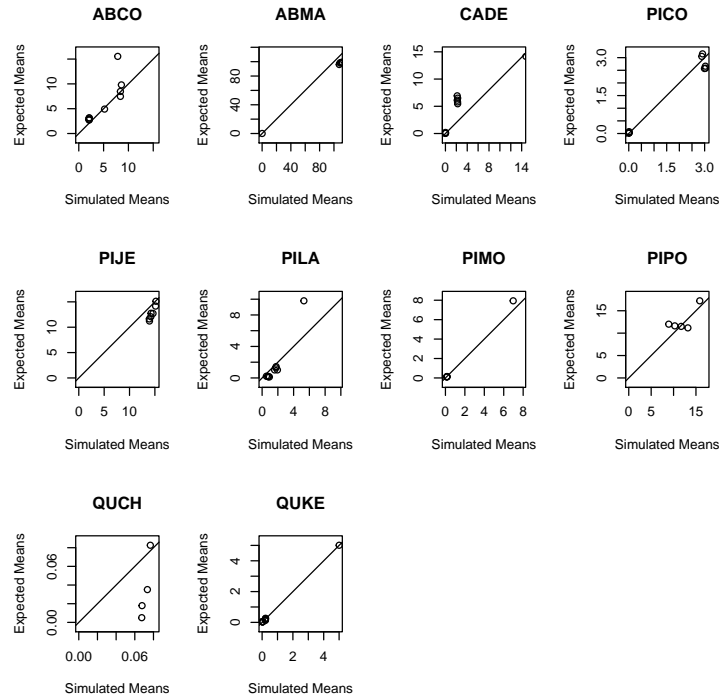 ABCO
Expected Means
0 5 10
0 5 10
Simulated Means
ABMA
Expected Means
0 40 80
0 40 80
Simulated Means
CADE
Expected Means
0 5 10 15
0 4 8 14
Simulated Means
PICO
Expected Means
0.0 1.5 3.0
0.0 1.5 3.0
Simulated Means
PIJE
Expected Means
0 5 10
0 5 10
Simulated Means
PILA
Expected Means
0 4 8
0 4 8
Simulated Means
PIMO
Expected Means
0 2 4 6 8
0 2 4 6 8
Simulated Means
PIPO
Expected Means
0 5 15
0 5 15
Simulated Means
QUCH
Expected Means
0.00 0.06
0.00 0.06
Simulated Means
QUKE
Expected Means
0 2 4
0 2 4
Simulated Means